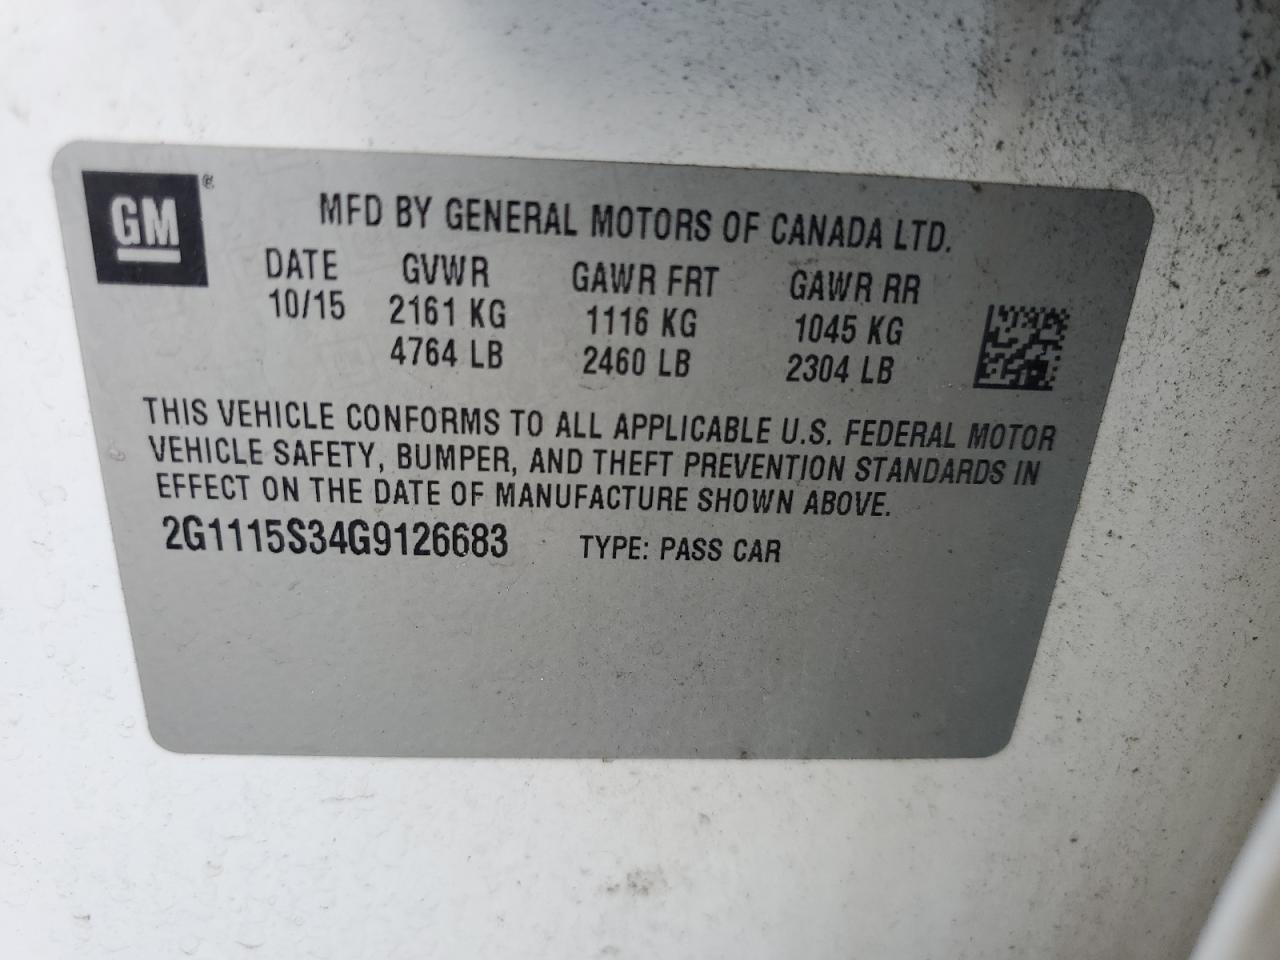 GM®
MFD BY GENERAL MOTORS OF CANADA LTD.
DATE GVWR GAWR FRT GAWR RR
10/15 2161 KG 1116 KG 1045 KG
4764 LB 2460 LB 2304 LB
THIS VEHICLE CONFORMS TO ALL APPLICABLE U.S. FEDERAL MOTOR
VEHICLE SAFETY, BUMPER, AND THEFT PREVENTION STANDARDS IN
EFFECT ON THE DATE OF MANUFACTURE SHOWN ABOVE.
2G1115S34G9126683 TYPE: PASS CAR